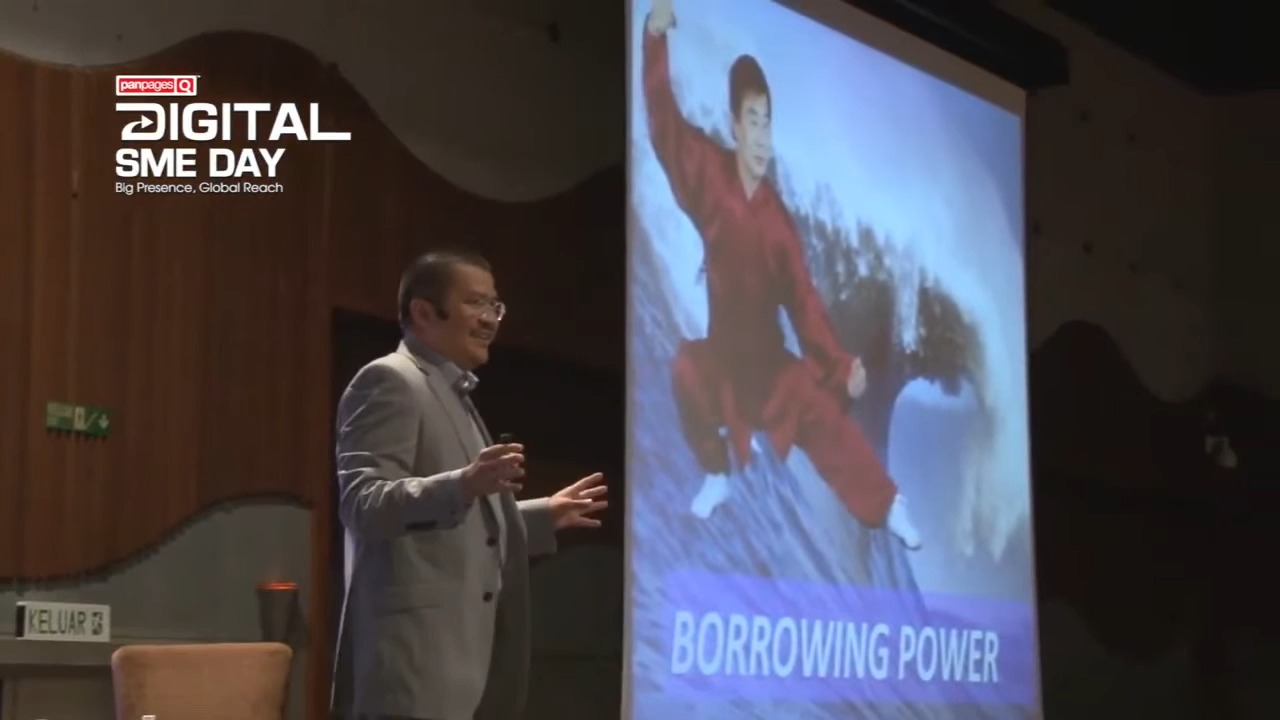 panpages
DIGITAL
SME DAY
Big Presence, Global Reach
KELUAR
BORROWING POWER